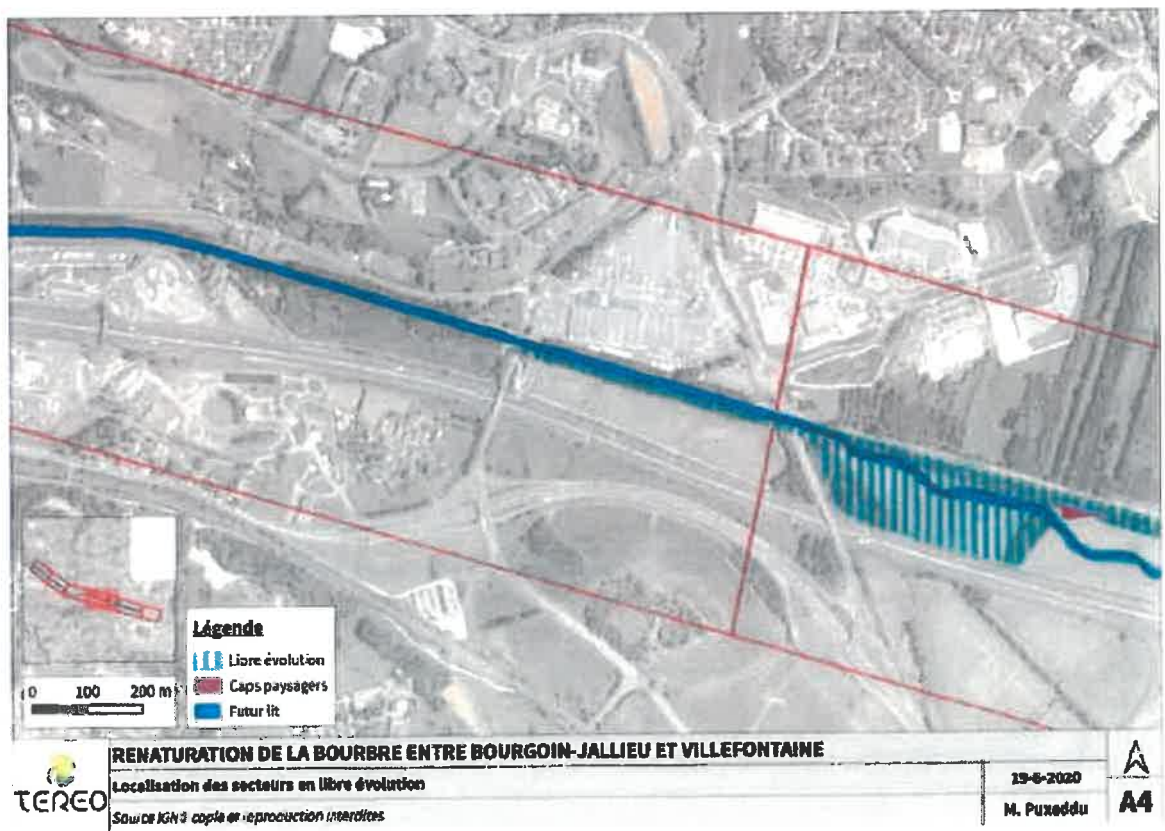 Légende
Libre évolution
Caps paysagers
Futur lit
0 100 200 m
RENATURATION DE LA BOURBRE ENTRE BOURGOIN-JALLIEU ET VILLEFONTAINE
Localisation des secteurs en libre évolution
Source IGN copie et reproduction interdites
TEREO
19-6-2020
M. Puxeddu
A4